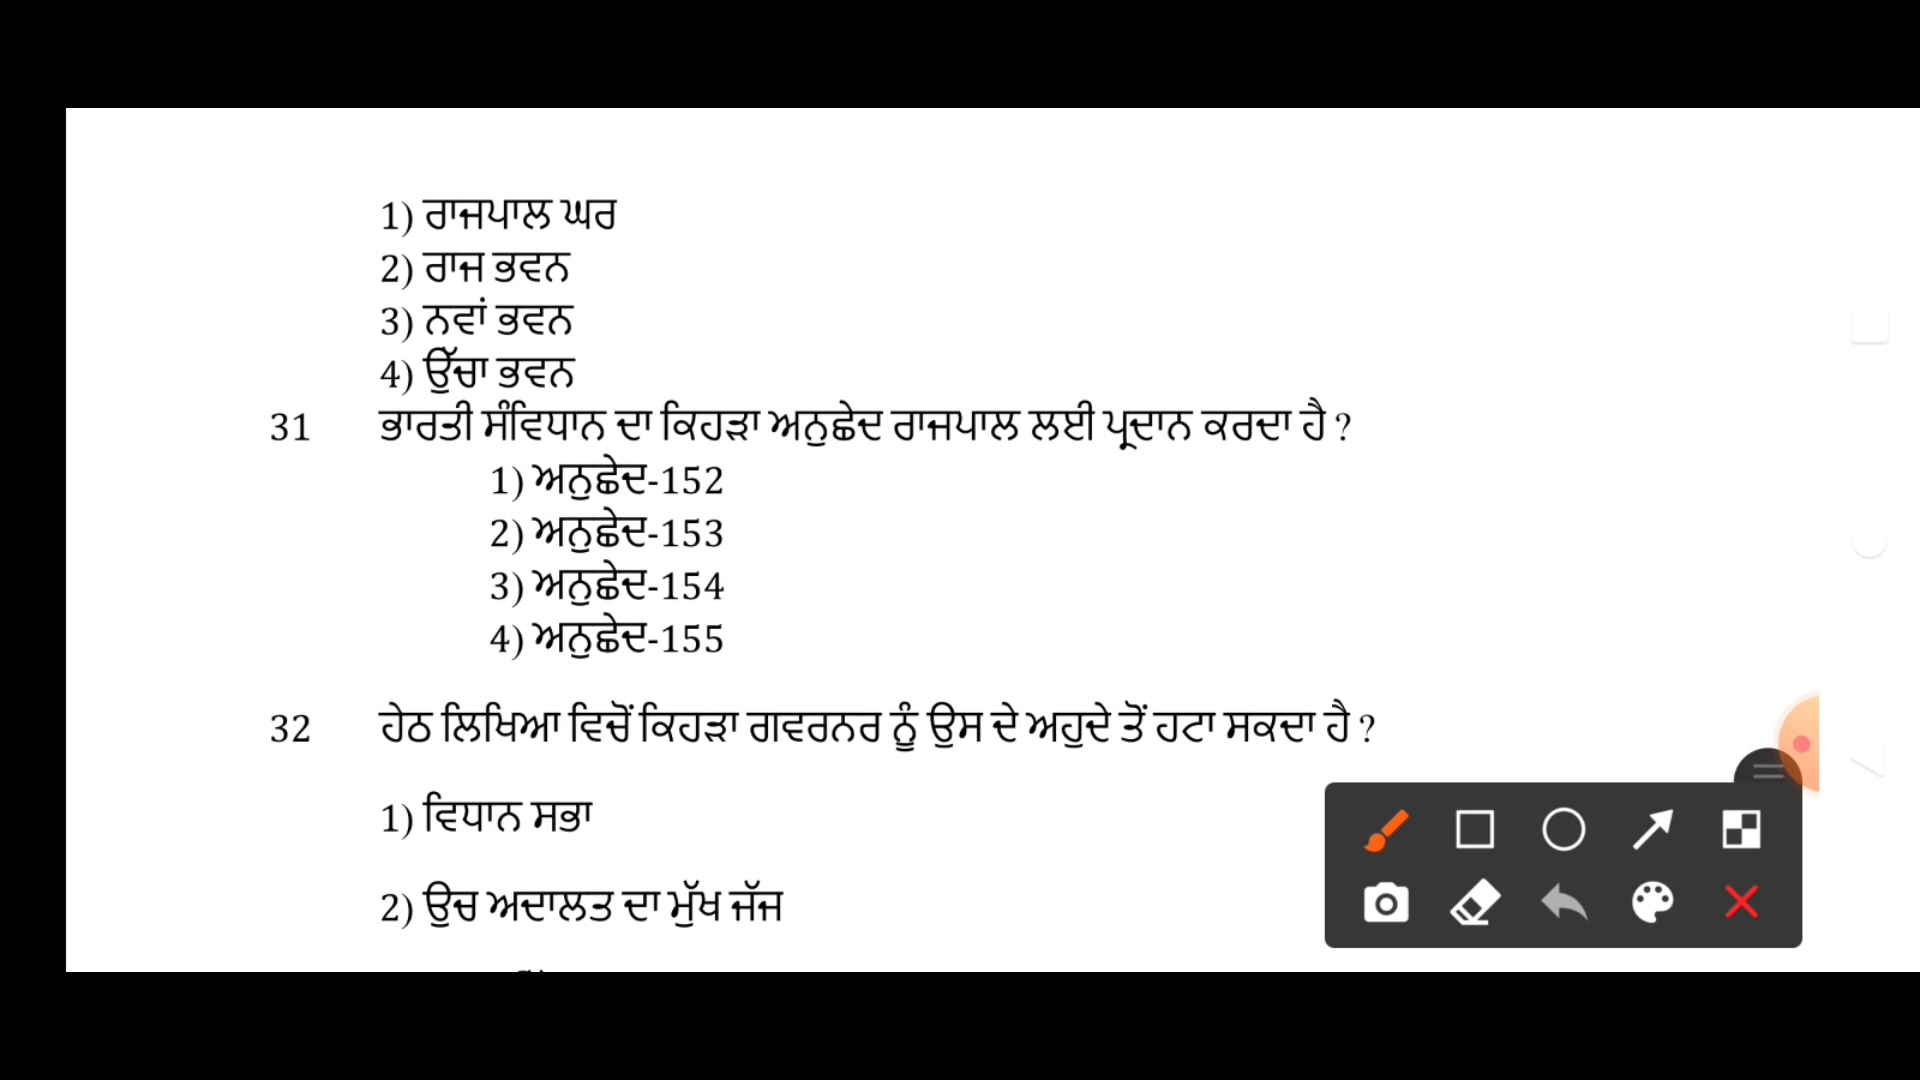 1) ਰਾਜਪਾਲ ਘਰ
2) ਰਾਜ ਭਵਨ
3) ਨਵਾਂ ਭਵਨ
4) ਉੱਚਾ ਭਵਨ
31 ਭਾਰਤੀ ਸੰਵਿਧਾਨ ਦਾ ਕਿਹੜਾ ਅਨੁਛੇਦ ਰਾਜਪਾਲ ਲਈ ਪ੍ਰਦਾਨ ਕਰਦਾ ਹੈ ?
1) ਅਨੁਛੇਦ-152
2) ਅਨੁਛੇਦ-153
3) ਅਨੁਛੇਦ-154
4) ਅਨੁਛੇਦ-155
32 ਹੇਠ ਲਿਖਿਆ ਵਿਚੋਂ ਕਿਹੜਾ ਗਵਰਨਰ ਨੂੰ ਉਸ ਦੇ ਅਹੁਦੇ ਤੋਂ ਹਟਾ ਸਕਦਾ ਹੈ ?
1) ਵਿਧਾਨ ਸਭਾ
2) ਉਚ ਅਦਾਲਤ ਦਾ ਮੁੱਖ ਜੱਜ